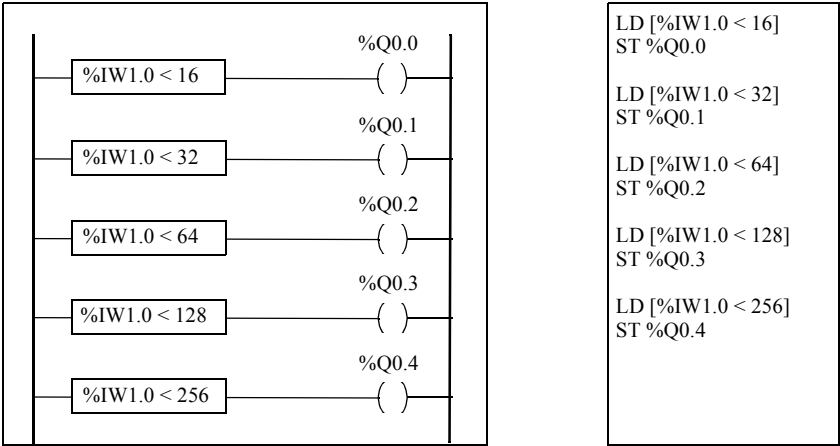 %Q0.0
%IW1.0 < 16
( )
%Q0.1
%IW1.0 < 32
( )
%Q0.2
%IW1.0 < 64
( )
%Q0.3
%IW1.0 < 128
( )
%Q0.4
%IW1.0 < 256
( )
LD [%IW1.0 < 16]
ST %Q0.0
LD [%IW1.0 < 32]
ST %Q0.1
LD [%IW1.0 < 64]
ST %Q0.2
LD [%IW1.0 < 128]
ST %Q0.3
LD [%IW1.0 < 256]
ST %Q0.4